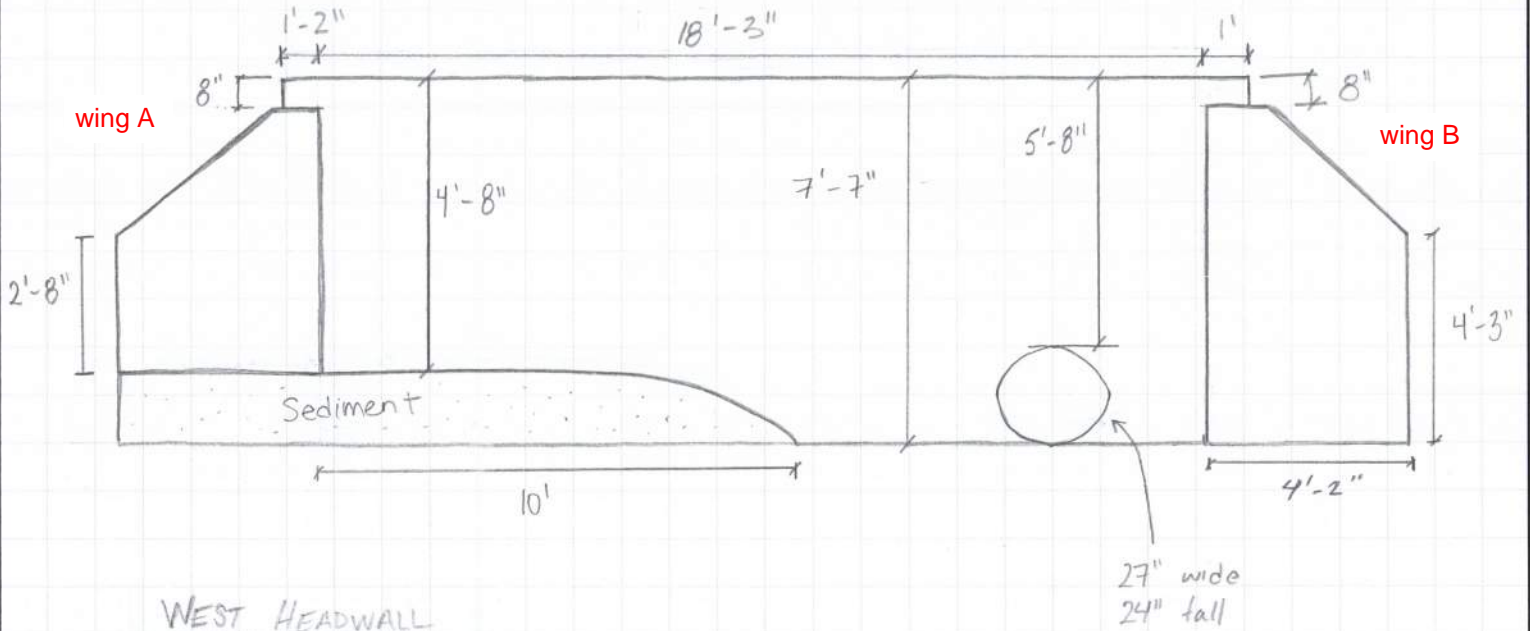 1'-2"
18'-3"
1'
8"
8"
wing A
wing B
5'-8"
7'-7"
4'-8"
2'-8"
4'-3"
Sediment
10'
4'-2"
27" wide
24" tall
WEST HEADWALL